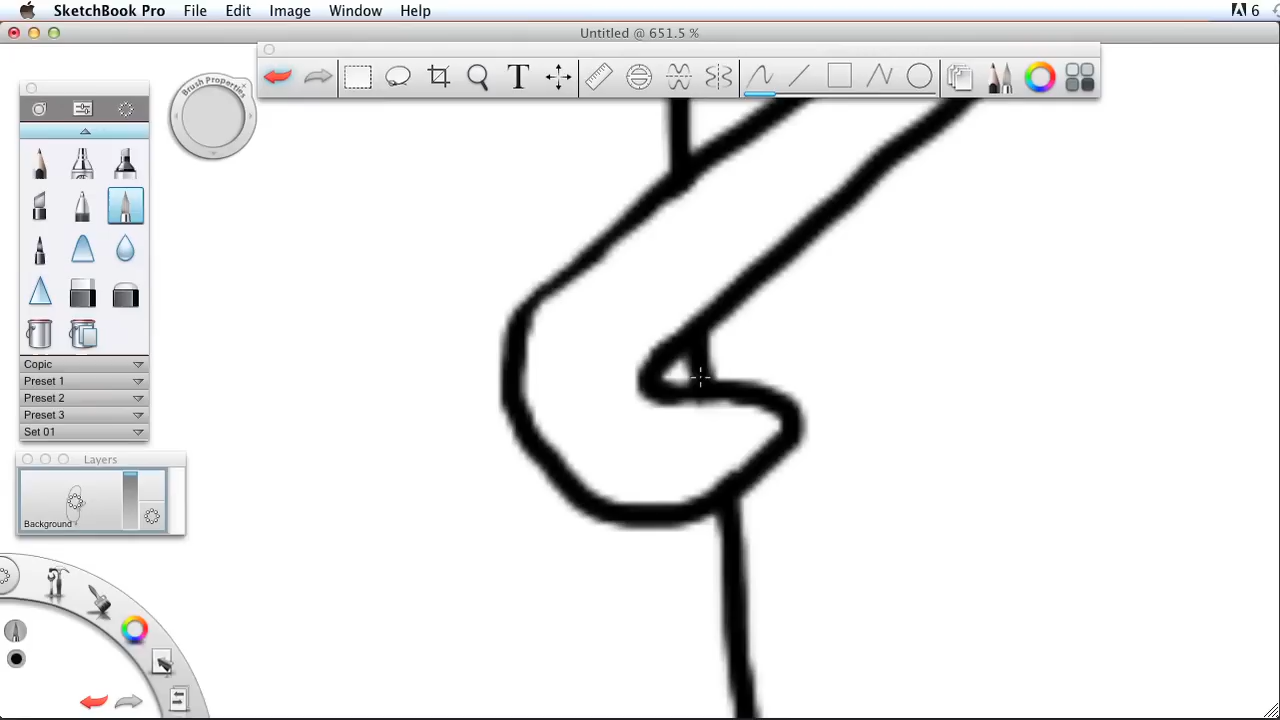 SketchBook Pro File Edit Image Window Help 6
Untitled @ 651.5 %
T
Brush Properties
Copic
Preset 1
Preset 2
Preset 3
Set 01
Layers
Background